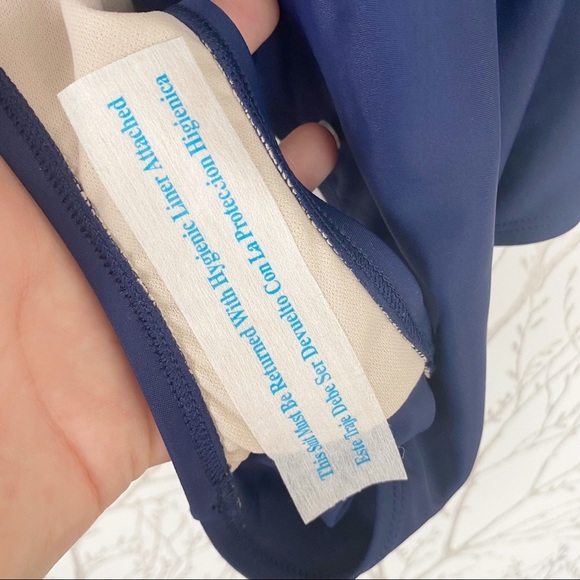 This Suit Must Be Returned With Hygienic Liner Attached
Este Traje Debe Ser Devuelto Con La Proteccion Higienica